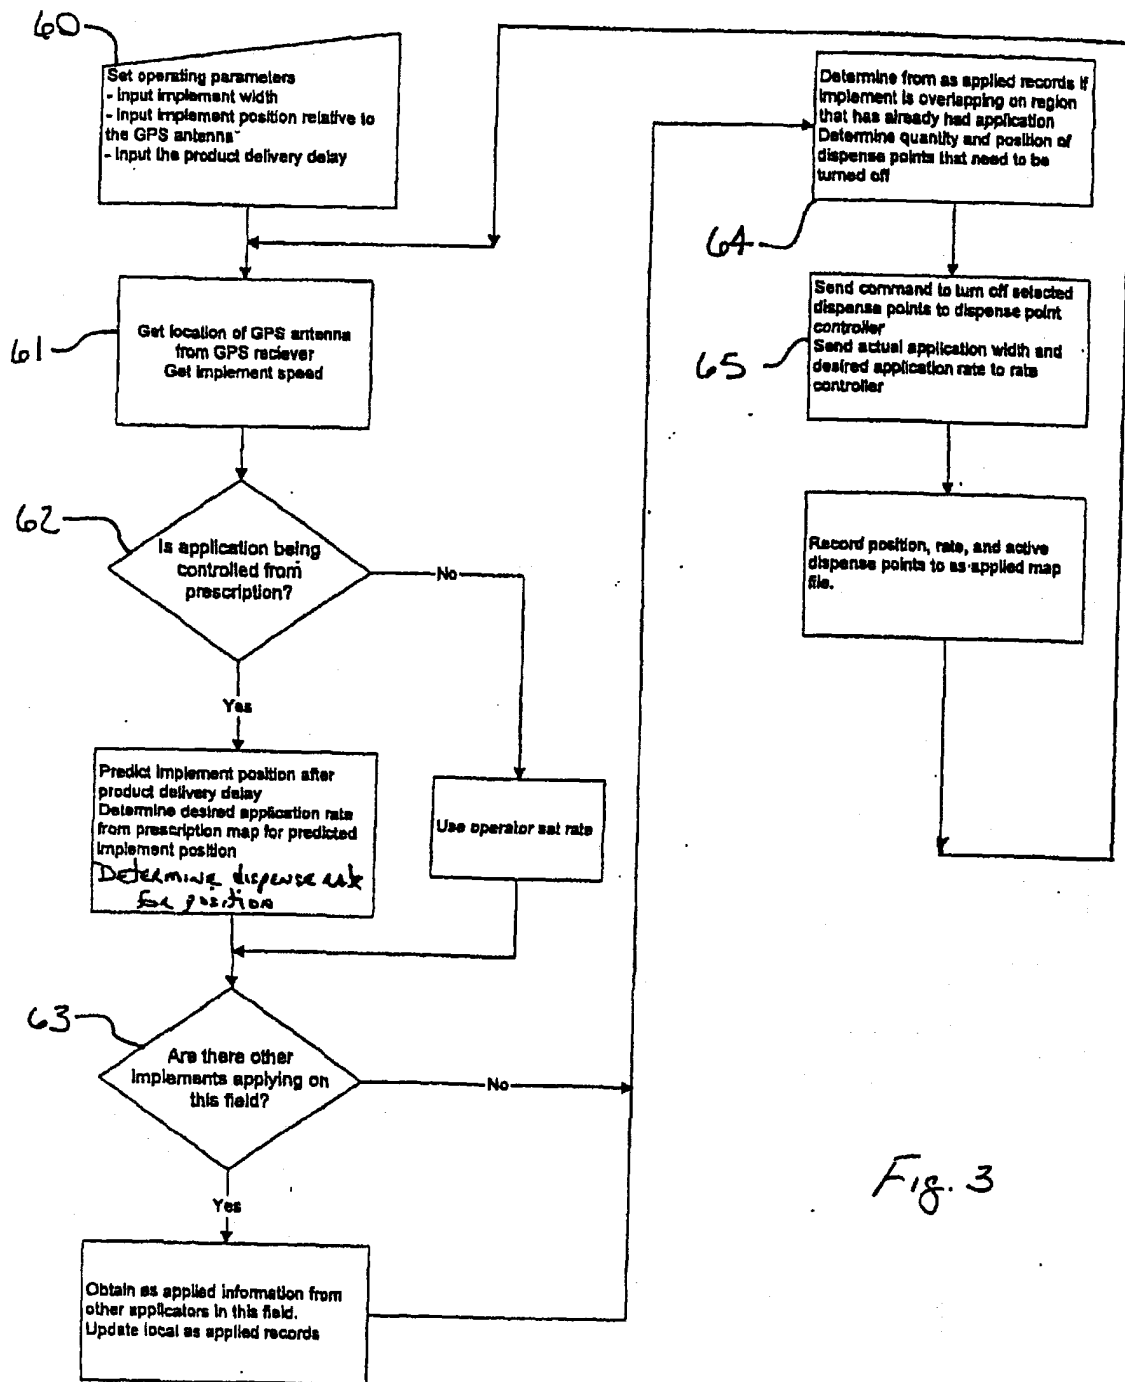 60
Set operating parameters
- Input implement width
- Input implement position relative to
the GPS antenna
- Input the product delivery delay
61
Get location of GPS antenna
from GPS reciever
Get implement speed
62
Is application being
controlled from
prescription?
No
Yes
Predict implement position after
product delivery delay
Determine desired application rate
from prescription map for predicted
implement position
Determine dispense rate
for position
Use operator set rate
63
Are there other
implements applying on
this field?
No
Yes
Obtain as applied information from
other applicators in this field.
Update local as applied records
Determine from as applied records if
implement is overlapping on region
that has already had application
Determine quantity and position of
dispense points that need to be
turned off
64
Send command to turn off selected
dispense points to dispense point
controller
Send actual application width and
desired application rate to rate
controller
65
Record position, rate, and active
dispense points to as applied map
file.
Fig. 3